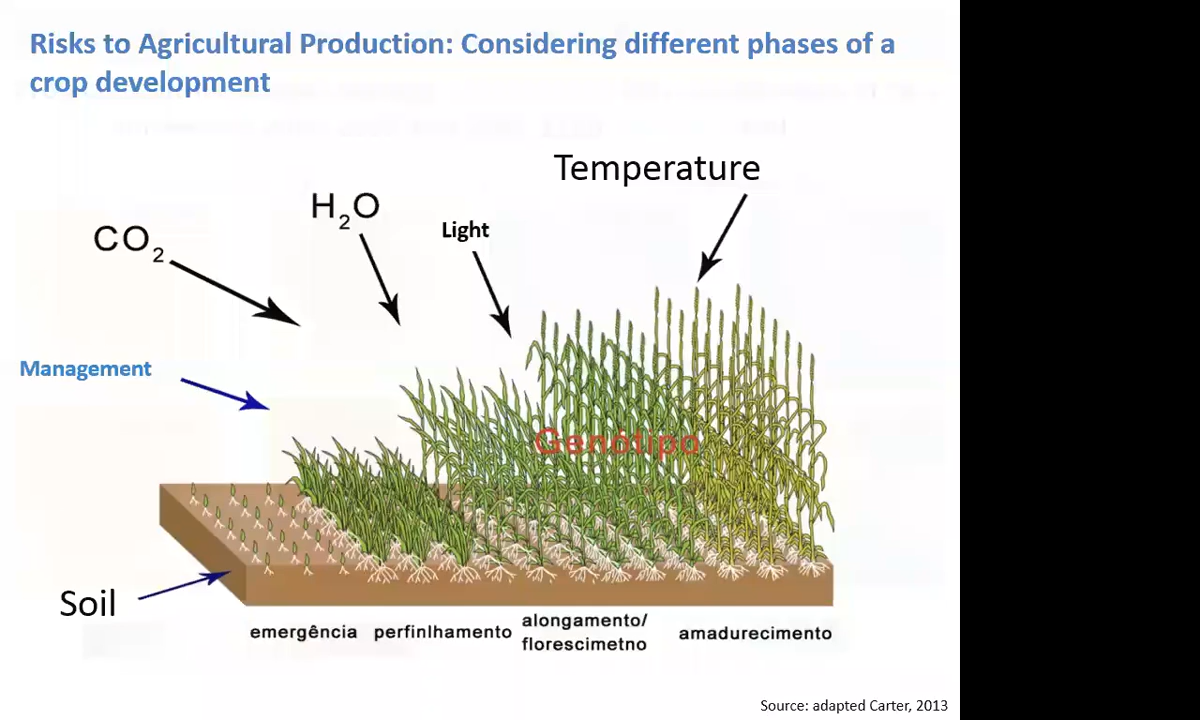 Risks to Agricultural Production: Considering different phases of a
crop development
Temperature
H₂O
Light
CO₂
Management
Genótipo
Soil
emergência
perfinlhamento
alongamento/
florescimetno
amadurecimento
Source: adapted Carter, 2013